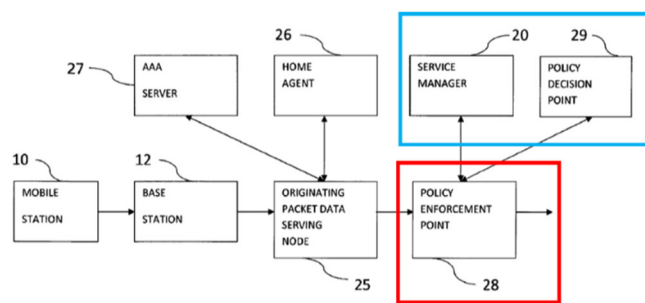 26
20
29
27
AAA
SERVER
HOME
AGENT
SERVICE
MANAGER
POLICY
DECISION
POINT
10
12
MOBILE
STATION
BASE
STATION
ORIGINATING
PACKET DATA
SERVING
NODE
POLICY
ENFORCEMENT
POINT
25
28